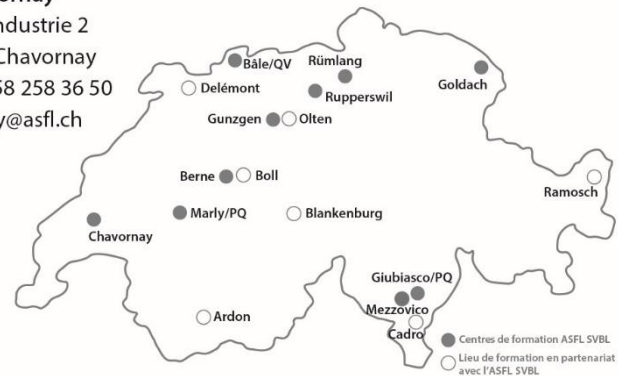 ndustrie 2
Chavornay
58 258 36 50
y@asfl.ch
Bâle/QV
Rümlang
Delémont
Rupperswil
Goldach
Gunzgen
Olten
Berne
Boll
Ramosch
Marly/PQ
Blankenburg
Chavornay
Giubiasco/PQ
Mezzovico
Ardon
Cadro
Centres de formation ASFL SVBL
Lieu de formation en partenariat
avec l'ASFL SVBL